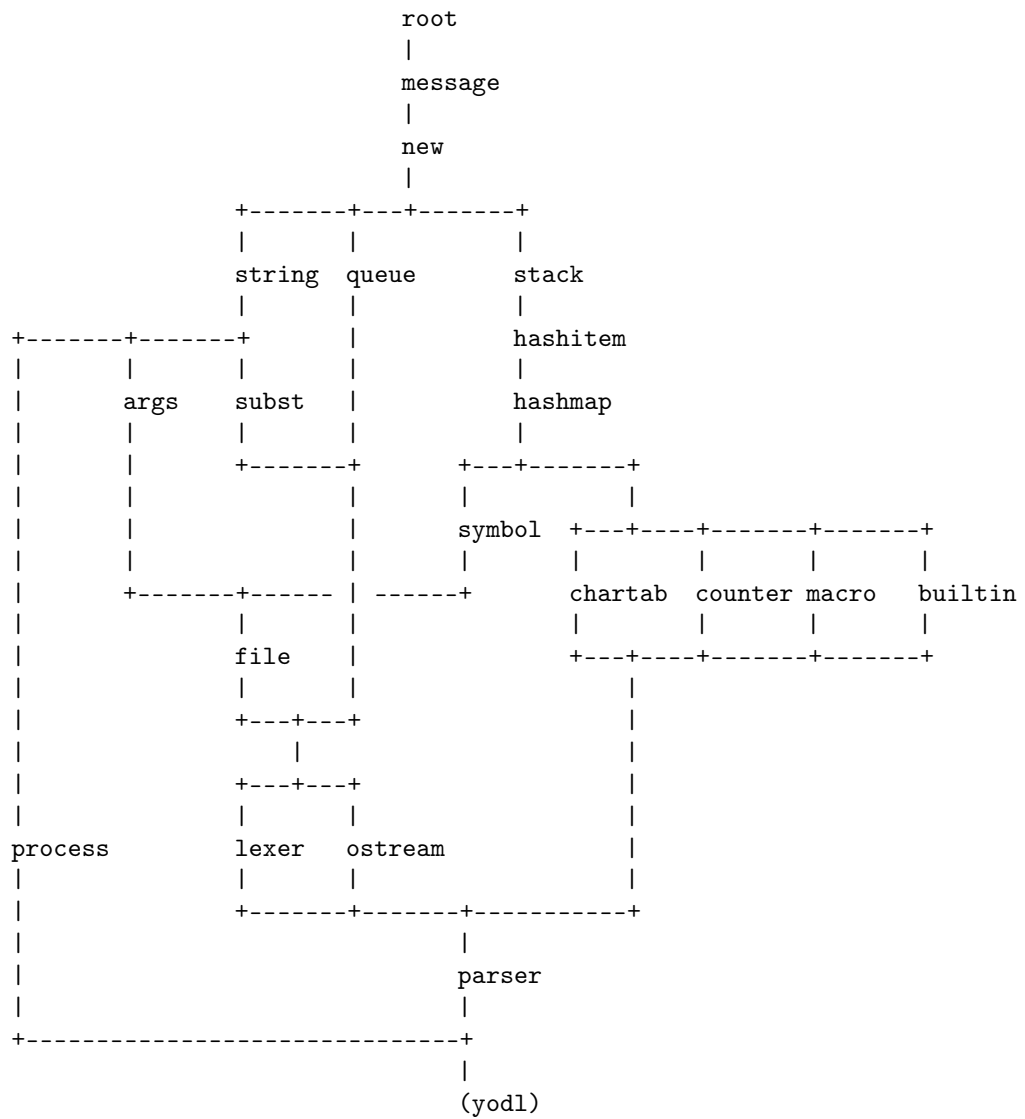 root
message
new
string queue stack
hashitem
args subst hashmap
symbol
chartab counter macro builtin
file
process lexer ostream
parser
(yodl)